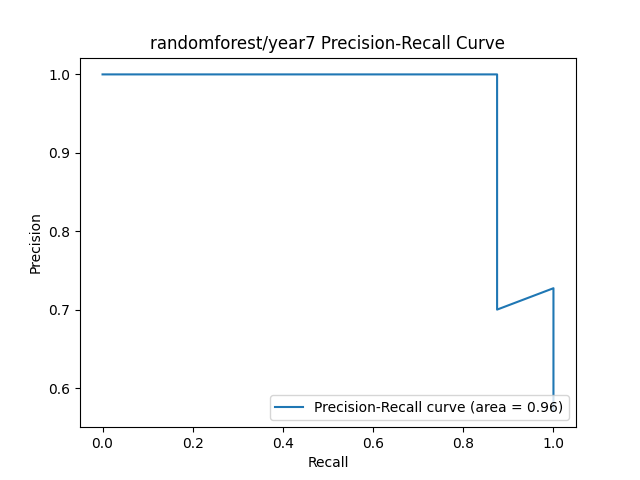 randomforest/year7 Precision-Recall Curve
1.0
0.9
0.8
0.7
0.6
Precision
Precision-Recall curve (area = 0.96)
0.0 0.2 0.4 0.6 0.8 1.0
Recall